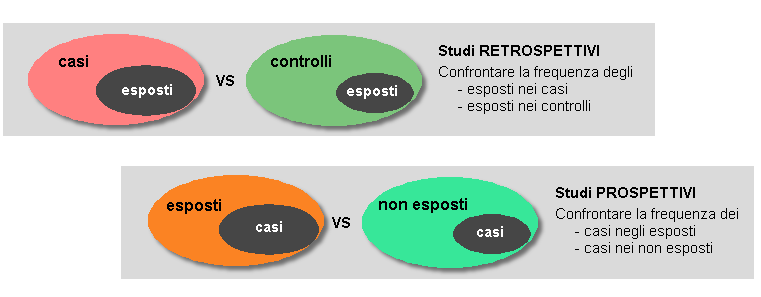 casi
esposti
VS
controlli
esposti
Studi RETROSPETTIVI
Confrontare la frequenza degli
- esposti nei casi
- esposti nei controlli
esposti
casi
VS
non esposti
casi
Studi PROSPETTIVI
Confrontare la frequenza dei
- casi negli esposti
- casi nei non esposti